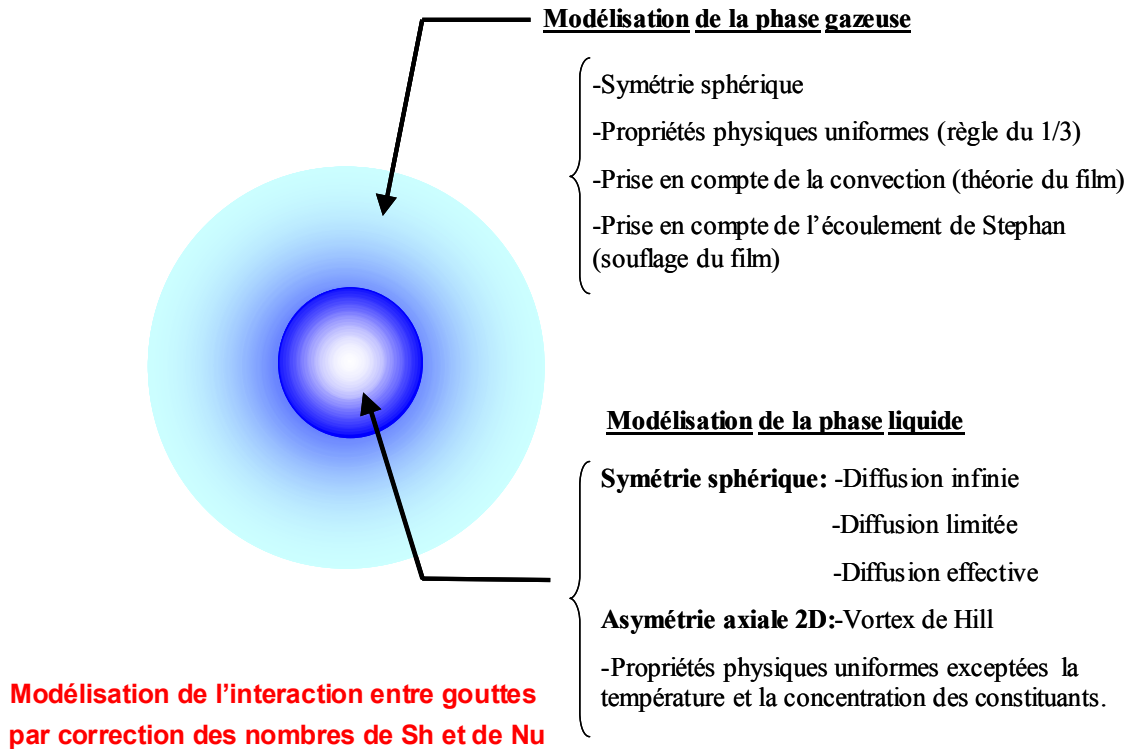 Modélisation de la phase gazeuse
-Symétrie sphérique
-Propriétés physiques uniformes (règle du 1/3)
-Prise en compte de la convection (théorie du film)
-Prise en compte de l’écoulement de Stephan
(souflage du film)
Modélisation de la phase liquide
Symétrie sphérique: -Diffusion infinie
-Diffusion limitée
-Diffusion effective
Asymétrie axiale 2D:-Vortex de Hill
-Propriétés physiques uniformes exceptées la
température et la concentration des constituants.
Modélisation de l’interaction entre gouttes
par correction des nombres de Sh et de Nu